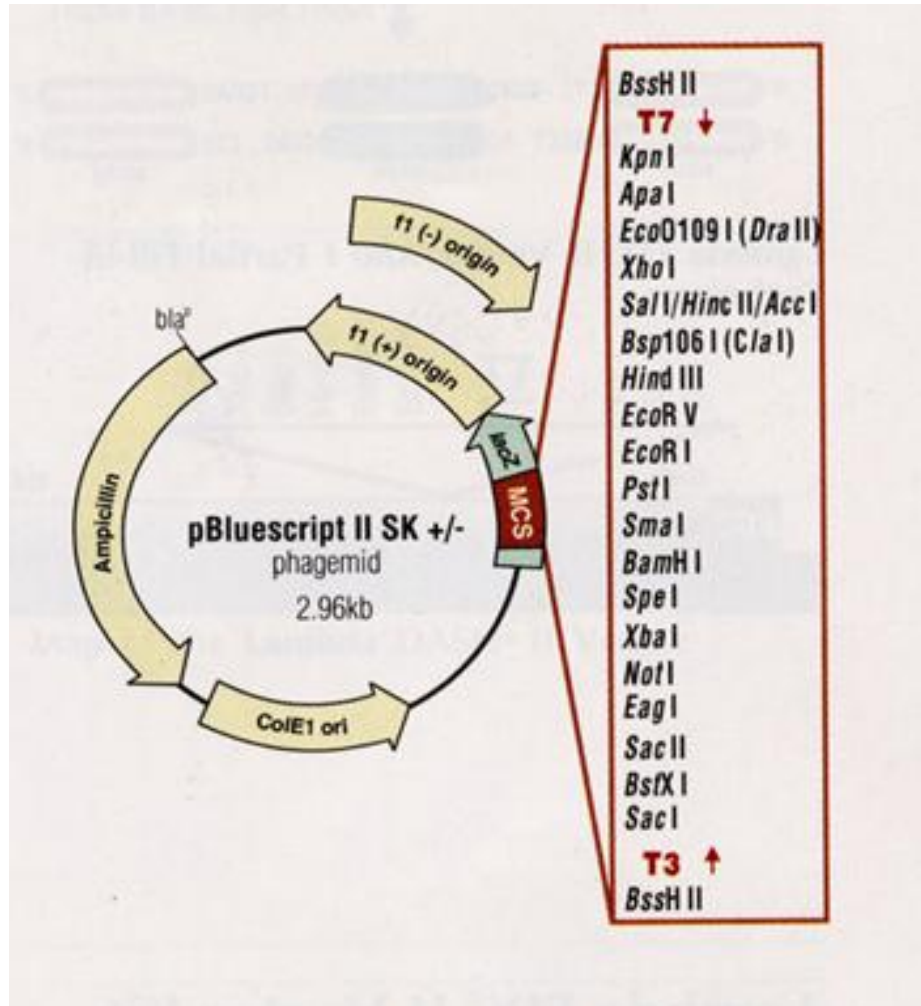 BssH II
T7 ↓
Kpn I
Apa I
EcoO109 I (Dra II)
Xho I
Sal I/Hinc II/Acc I
Bsp106 I (Cla I)
Hind III
EcoR V
EcoR I
Pst I
Sma I
BamH I
Spe I
Xba I
Not I
Eag I
Sac II
BstX I
Sac I
T3 ↑
BssH II
f1 (-) origin
f1 (+) origin
blaᴾ
lacZ
MCS
Ampicillin
pBluescript II SK +/-
phagemid
2.96kb
ColE1 ori